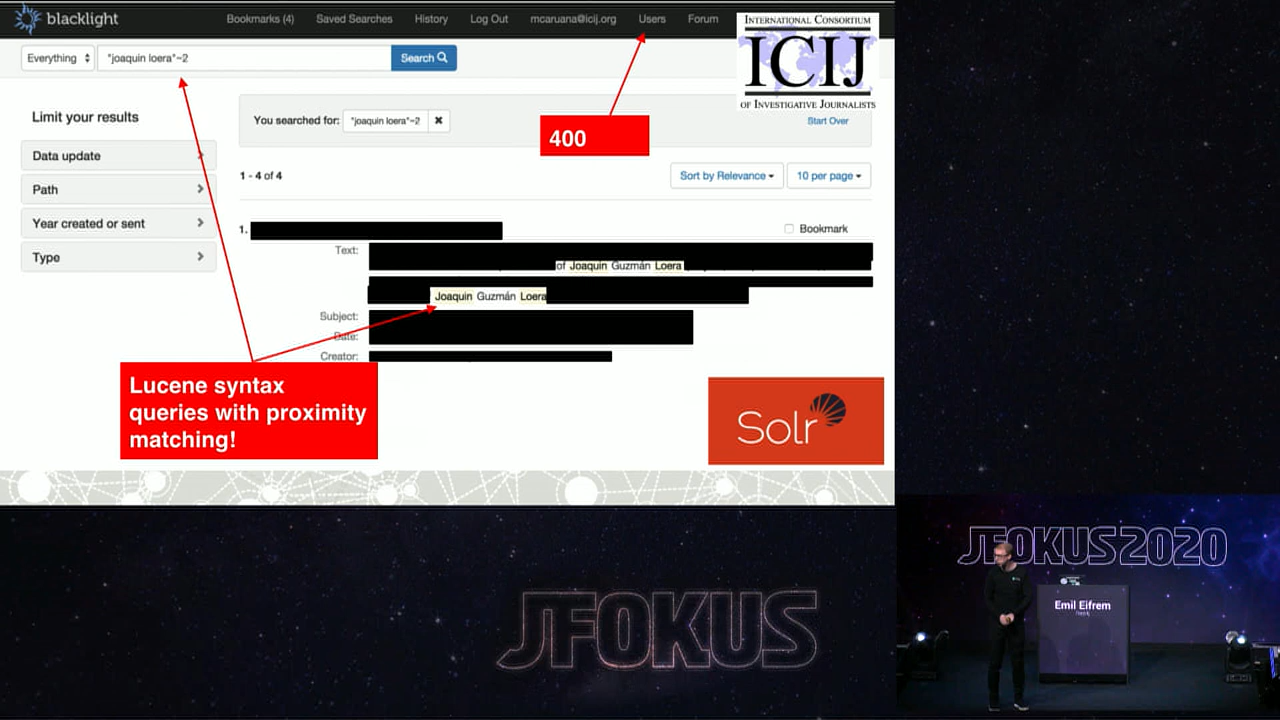 blacklight
Bookmarks (4) Saved Searches History Log Out mcaruana@icij.org Users Forum
INTERNATIONAL CONSORTIUM
ICIJ
OF INVESTIGATIVE JOURNALISTS
Everything "joaquin loera"~2 Search
Limit your results
Data update
Path
Year created or sent
Type
You searched for: "joaquin loera"~2 ✖
Start Over
400
1 - 4 of 4
Sort by Relevance 10 per page
1.
Bookmark
Text:
of Joaquin Guzmán Loera
Joaquin Guzmán Loera
Subject:
Date:
Creator:
Lucene syntax
queries with proximity
matching!
Solr
JFOKUS
JFOKUS2020
Emil Eifrem